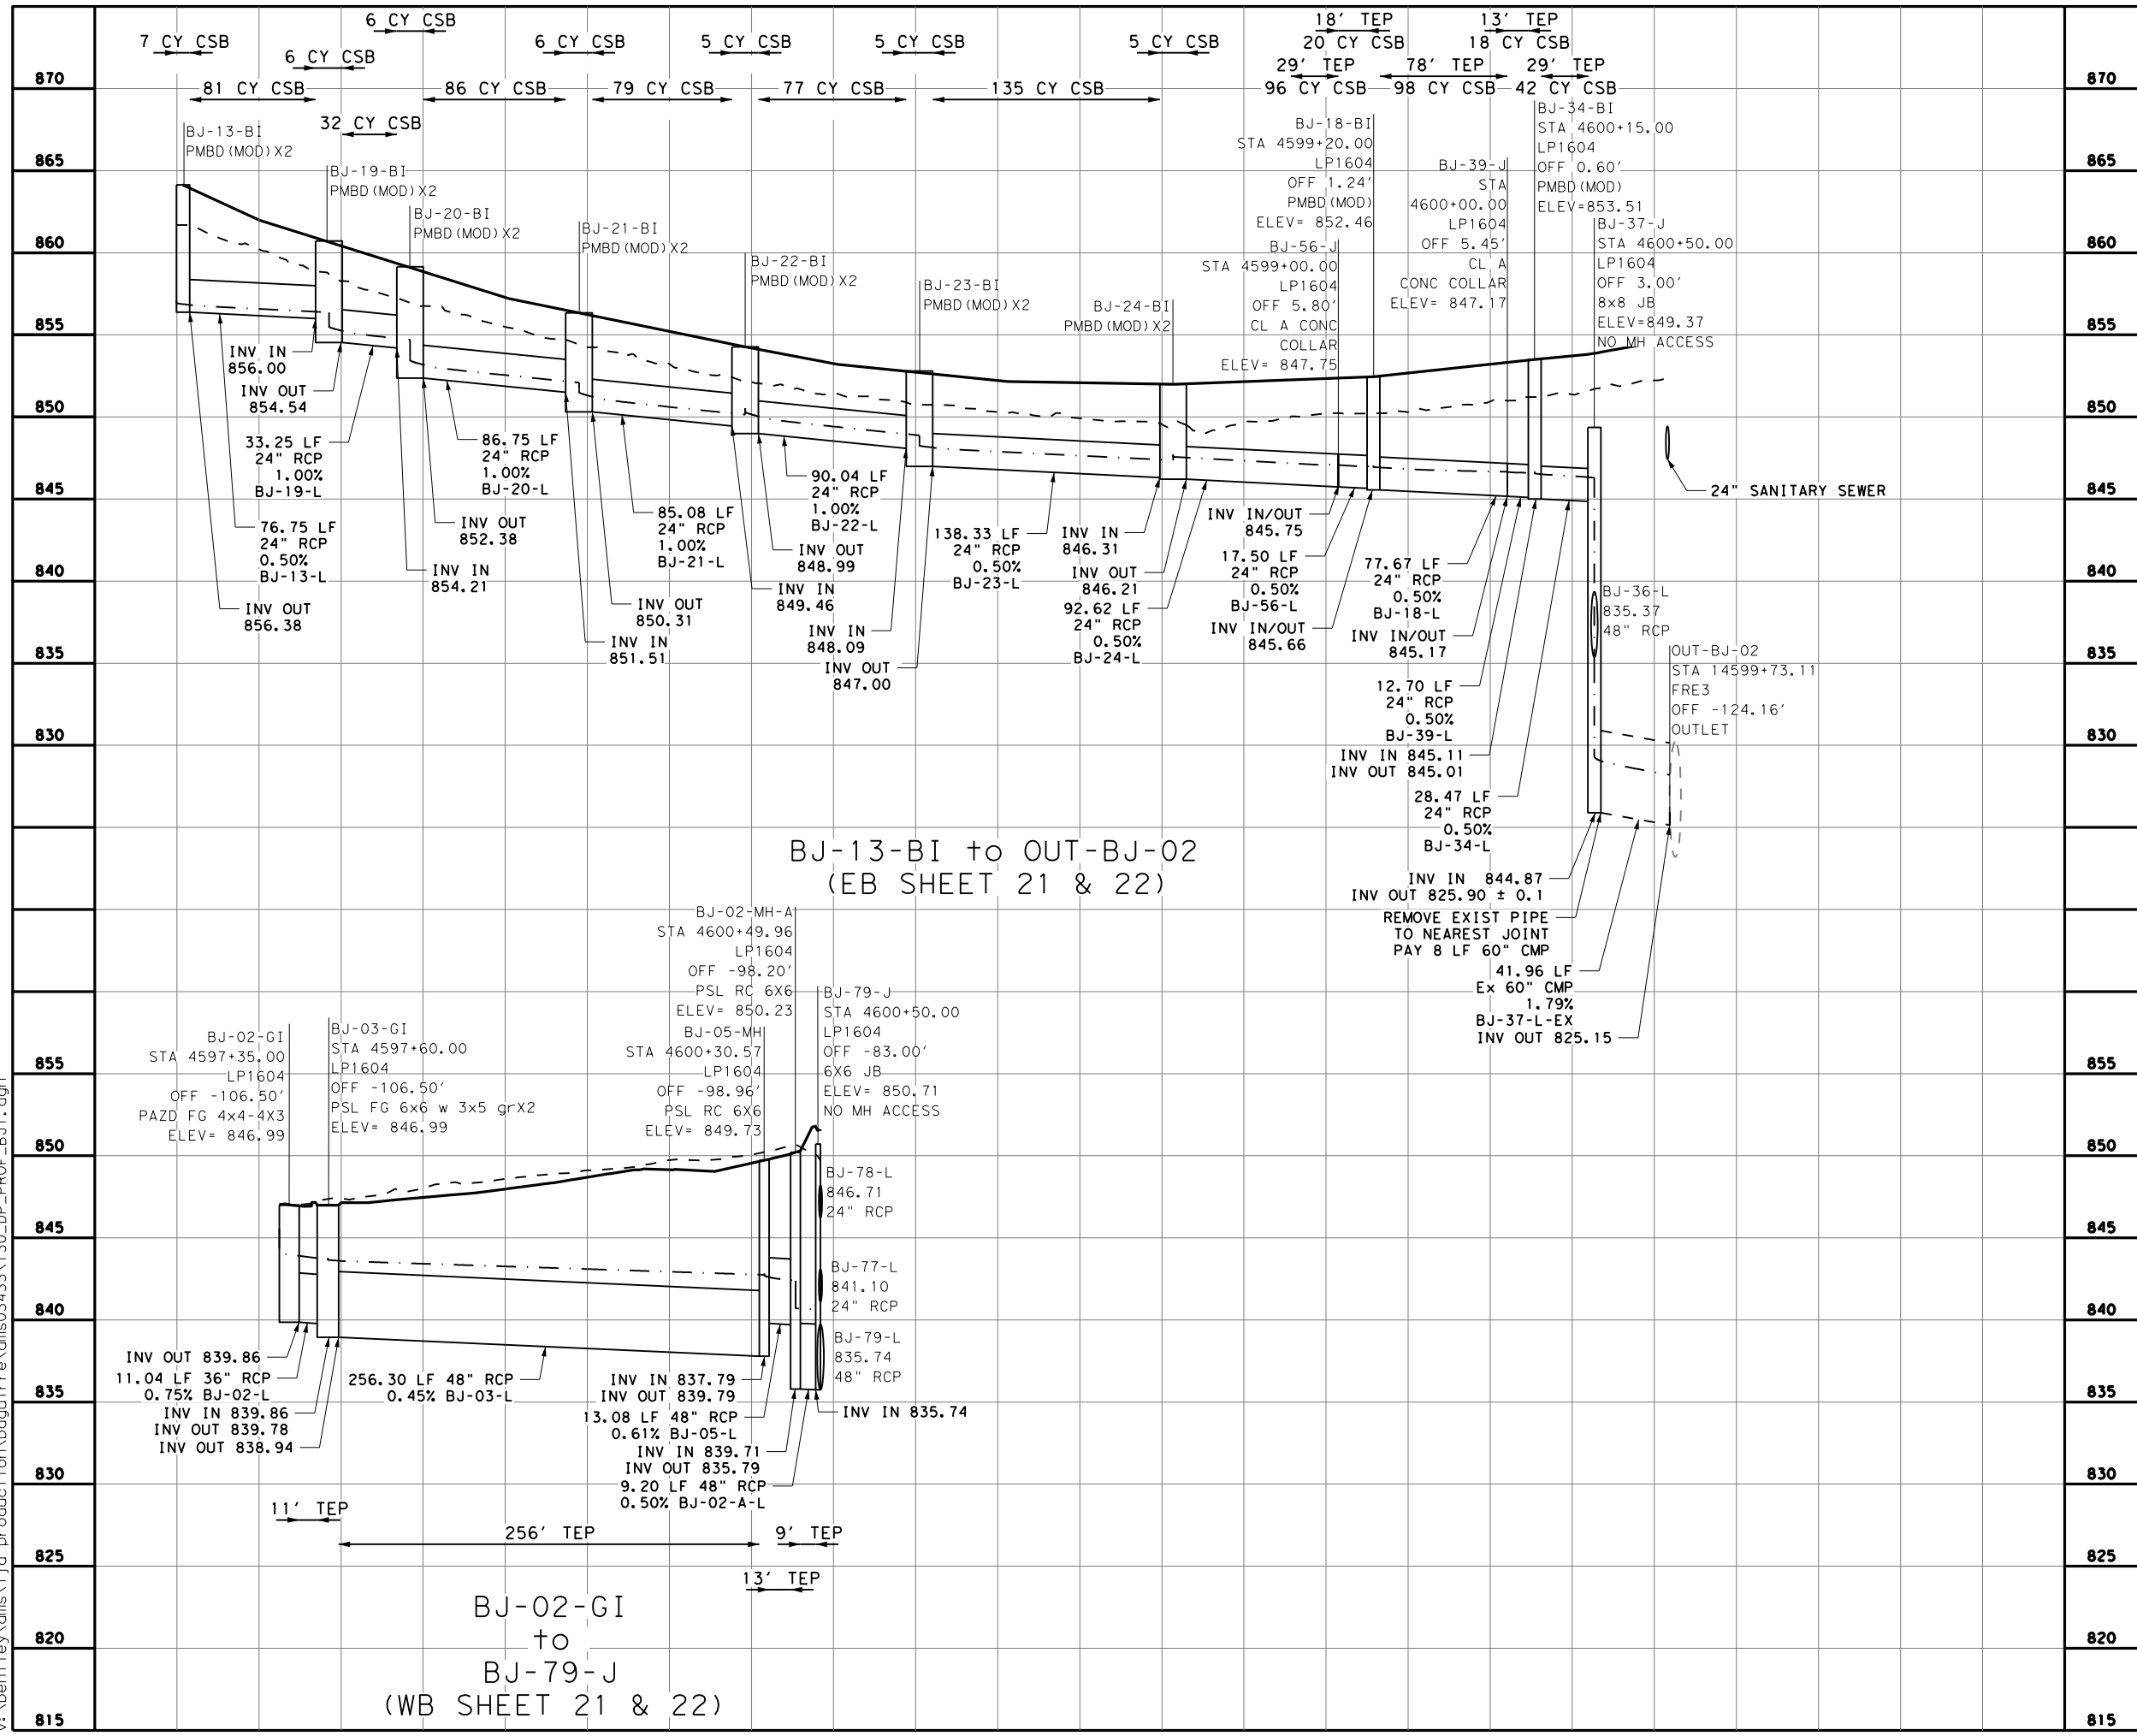 7 CY CSB
6 CY CSB
6 CY CSB
6 CY CSB
5 CY CSB
5 CY CSB
5 CY CSB
18' TEP
20 CY CSB
13' TEP
18 CY CSB
29' TEP
96 CY CSB
78' TEP
98 CY CSB
29' TEP
42 CY CSB
81 CY CSB
32 CY CSB
86 CY CSB
79 CY CSB
77 CY CSB
135 CY CSB
870
865
860
855
850
845
840
835
830
870
865
860
855
850
845
840
835
830
BJ-13-BI
PMBD(MOD)X2
BJ-19-BI
PMBD(MOD)X2
BJ-20-BI
PMBD(MOD)X2
BJ-21-BI
PMBD(MOD)X2
BJ-22-BI
PMBD(MOD)X2
BJ-23-BI
PMBD(MOD)X2
BJ-24-BI
PMBD(MOD)X2
BJ-18-BI
STA 4599+20.00
LP1604
OFF 1.24'
PMBD(MOD)
ELEV= 852.46
BJ-56-J
STA 4599+00.00
LP1604
OFF 5.80'
CL A CONC
COLLAR
ELEV= 847.75
BJ-39-J
STA
4600+00.00
LP1604
OFF 5.45'
CL A
CONC COLLAR
ELEV= 847.17
BJ-34-BI
STA 4600+15.00
LP1604
OFF 0.60'
PMBD(MOD)
ELEV=853.51
BJ-37-J
STA 4600+50.00
LP1604
OFF 3.00'
8x8 JB
ELEV=849.37
NO MH ACCESS
INV IN
856.00
INV OUT
854.54
33.25 LF
24" RCP
1.00%
BJ-19-L
76.75 LF
24" RCP
0.50%
BJ-13-L
INV OUT
856.38
86.75 LF
24" RCP
1.00%
BJ-20-L
INV OUT
852.38
INV IN
854.21
85.08 LF
24" RCP
1.00%
BJ-21-L
INV OUT
850.31
INV IN
851.51
90.04 LF
24" RCP
1.00%
BJ-22-L
INV OUT
848.99
INV IN
849.46
INV IN
848.09
INV OUT
847.00
138.33 LF
24" RCP
0.50%
BJ-23-L
INV IN
846.31
INV OUT
846.21
92.62 LF
24" RCP
0.50%
BJ-24-L
INV IN/OUT
845.75
17.50 LF
24" RCP
0.50%
BJ-56-L
INV IN/OUT
845.66
77.67 LF
24" RCP
0.50%
BJ-18-L
INV IN/OUT
845.17
12.70 LF
24" RCP
0.50%
BJ-39-L
INV IN 845.11
INV OUT 845.01
28.47 LF
24" RCP
0.50%
BJ-34-L
INV IN 844.87
INV OUT 825.90 ± 0.1
REMOVE EXIST PIPE
TO NEAREST JOINT
PAY 8 LF 60" CMP
41.96 LF
Ex 60" CMP
1.79%
BJ-37-L-EX
INV OUT 825.15
24" SANITARY SEWER
BJ-36-L
835.37
48" RCP
OUT-BJ-02
STA 14599+73.11
FRE3
OFF -124.16'
OUTLET
BJ-13-BI to OUT-BJ-02
(EB SHEET 21 & 22)
855
850
845
840
835
830
825
820
815
855
850
845
840
835
830
825
820
815
BJ-02-GI
STA 4597+35.00
LP1604
OFF -106.50'
PAZD FG 4x4-4X3
ELEV= 846.99
BJ-03-GI
STA 4597+60.00
LP1604
OFF -106.50'
PSL FG 6x6 w 3x5 grX2
ELEV= 846.99
BJ-02-MH-A
STA 4600+49.96
LP1604
OFF -98.20'
PSL RC 6X6
ELEV= 850.23
BJ-05-MH
STA 4600+30.57
LP1604
OFF -98.96'
PSL RC 6X6
ELEV= 849.73
BJ-79-J
STA 4600+50.00
LP1604
OFF -83.00'
6X6 JB
ELEV= 850.71
NO MH ACCESS
BJ-78-L
846.71
24" RCP
BJ-77-L
841.10
24" RCP
BJ-79-L
835.74
48" RCP
INV OUT 839.86
11.04 LF 36" RCP
0.75% BJ-02-L
INV IN 839.86
INV OUT 839.78
INV OUT 838.94
256.30 LF 48" RCP
0.45% BJ-03-L
INV IN 837.79
INV OUT 839.79
13.08 LF 48" RCP
0.61% BJ-05-L
INV IN 839.71
INV OUT 835.79
9.20 LF 48" RCP
0.50% BJ-02-A-L
INV IN 835.74
11' TEP
256' TEP
9' TEP
13' TEP
BJ-02-GI
to
BJ-79-J
(WB SHEET 21 & 22)